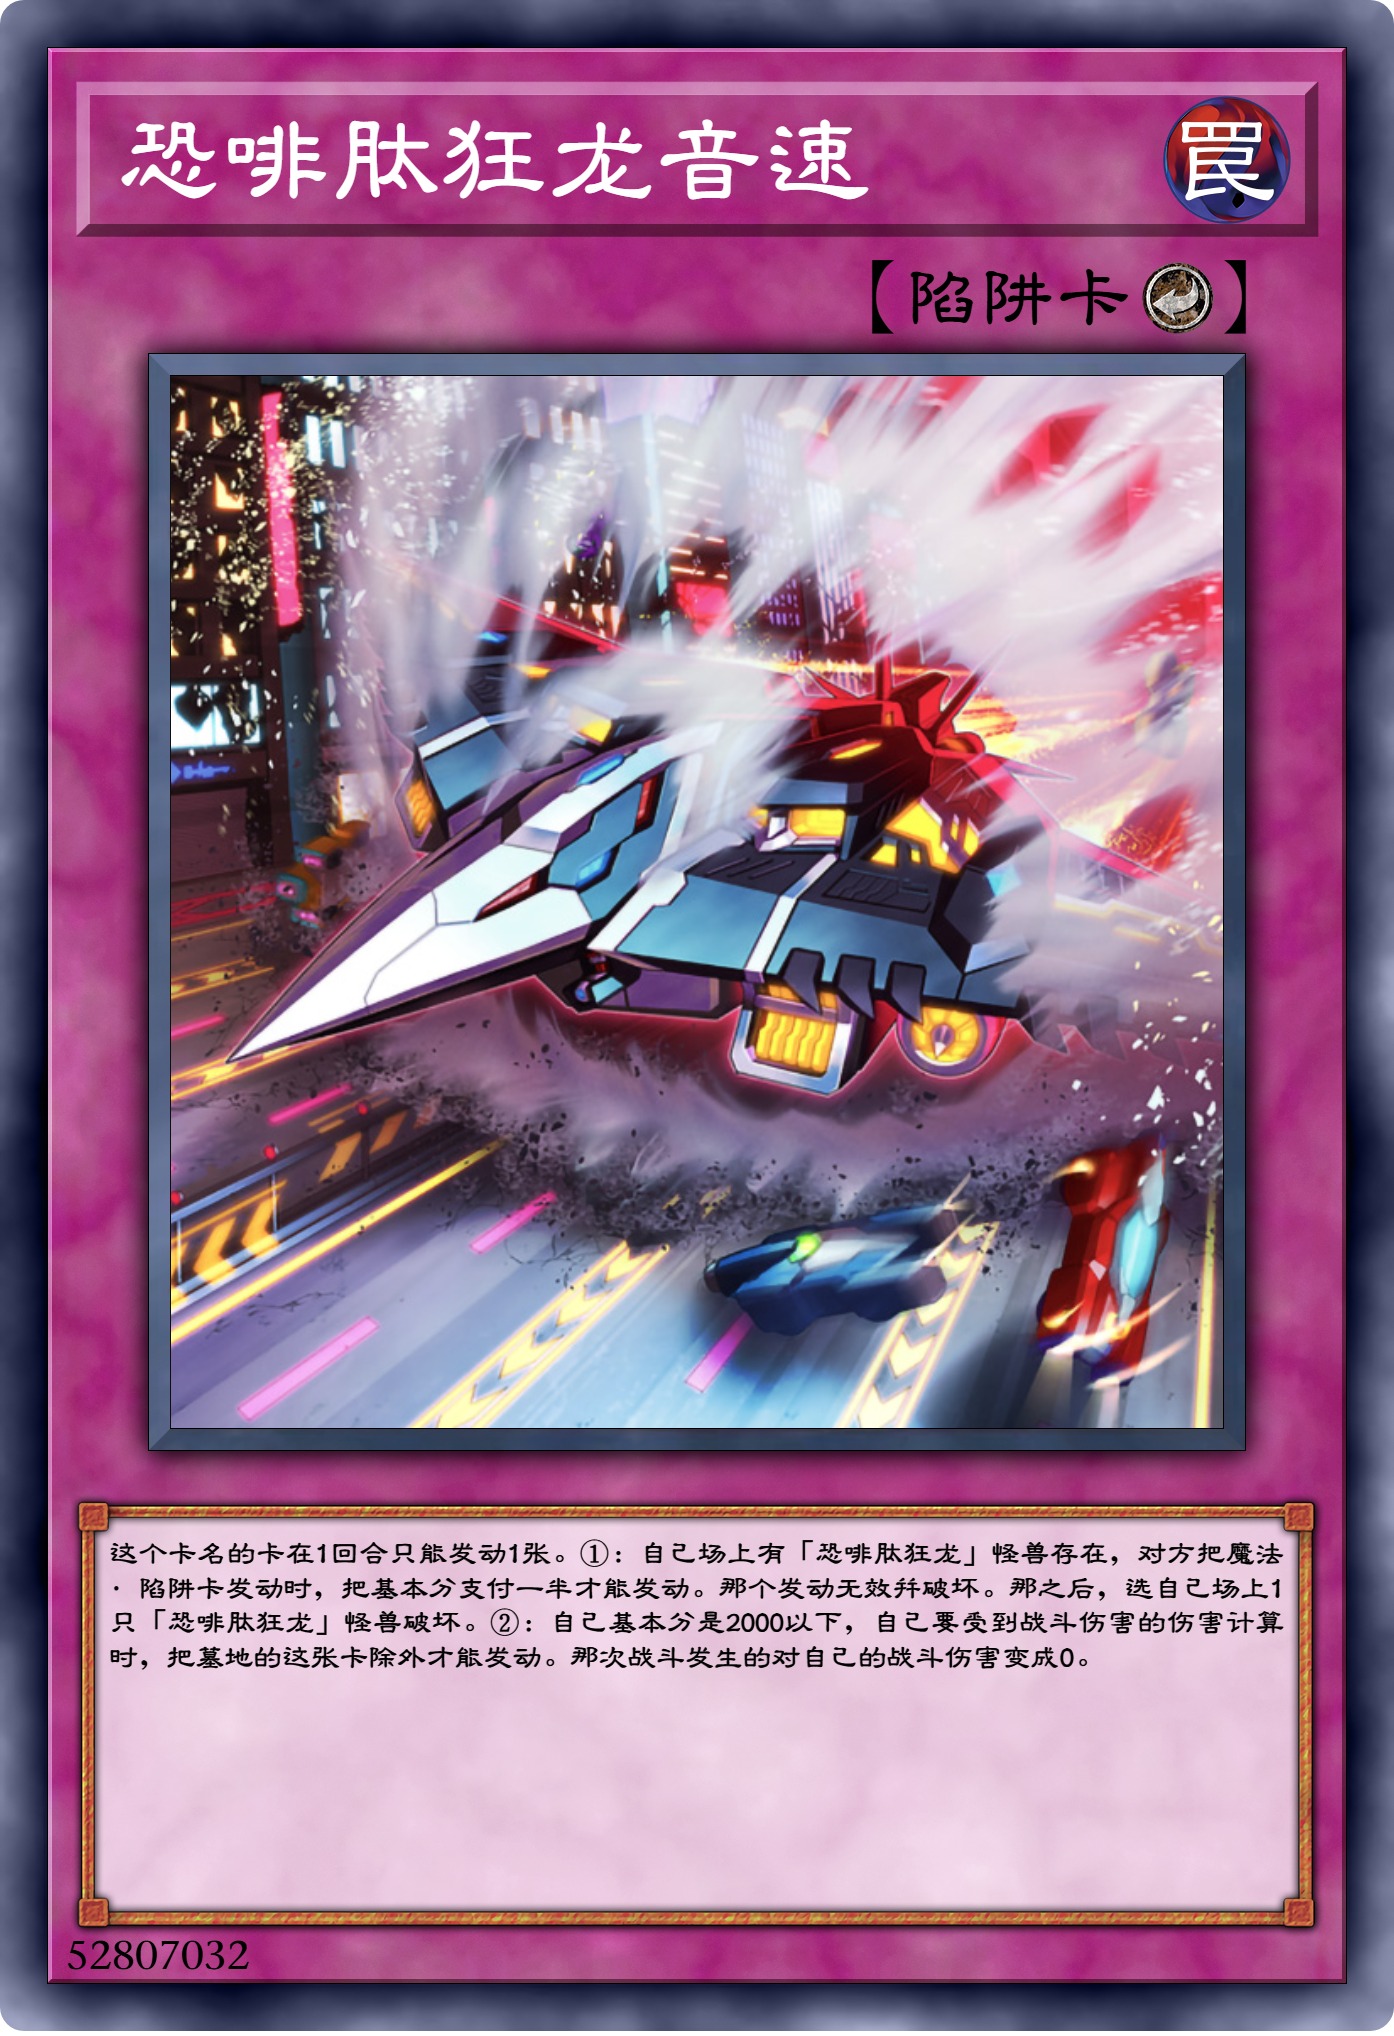 恐啡肽狂龙音速
罠
【陷阱卡】
这个卡名的卡在1回合只能发动1张。①：自己场上有「恐啡肽狂龙」怪兽存在，对方把魔法
·陷阱卡发动时，把基本分支付一半才能发动。那个发动无效并破坏。那之后，选自己场上1
只「恐啡肽狂龙」怪兽破坏。②：自己基本分是2000以下，自己要受到战斗伤害的伤害计算
时，把墓地的这张卡除外才能发动。那次战斗发生的对自己的战斗伤害变成0。
52807032